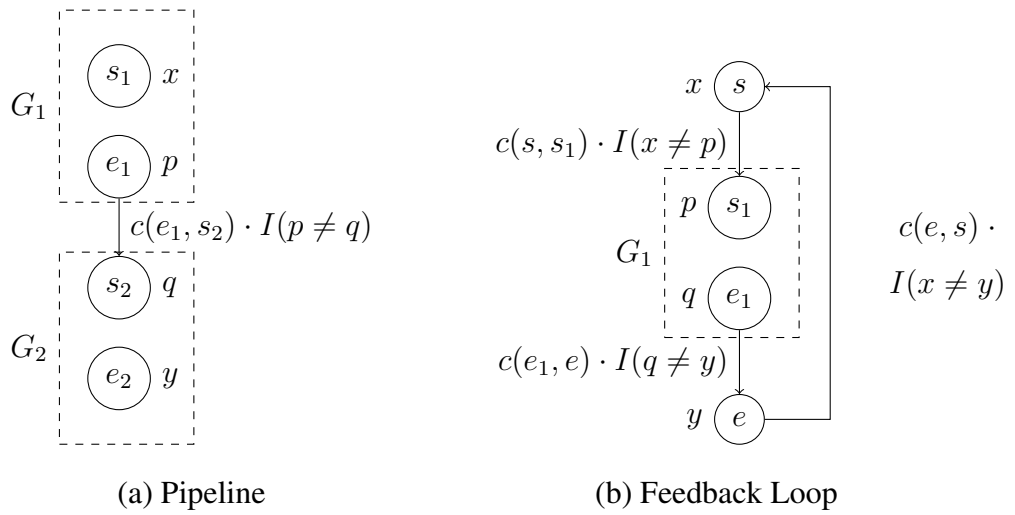 G₁
s₁ x
e₁ p
c(e₁, s₂) · I(p ≠ q)
G₂
s₂ q
e₂ y
(a) Pipeline
x s
c(s, s₁) · I(x ≠ p)
p s₁
G₁
q e₁
c(e₁, e) · I(q ≠ y)
y e
c(e, s) ·
I(x ≠ y)
(b) Feedback Loop